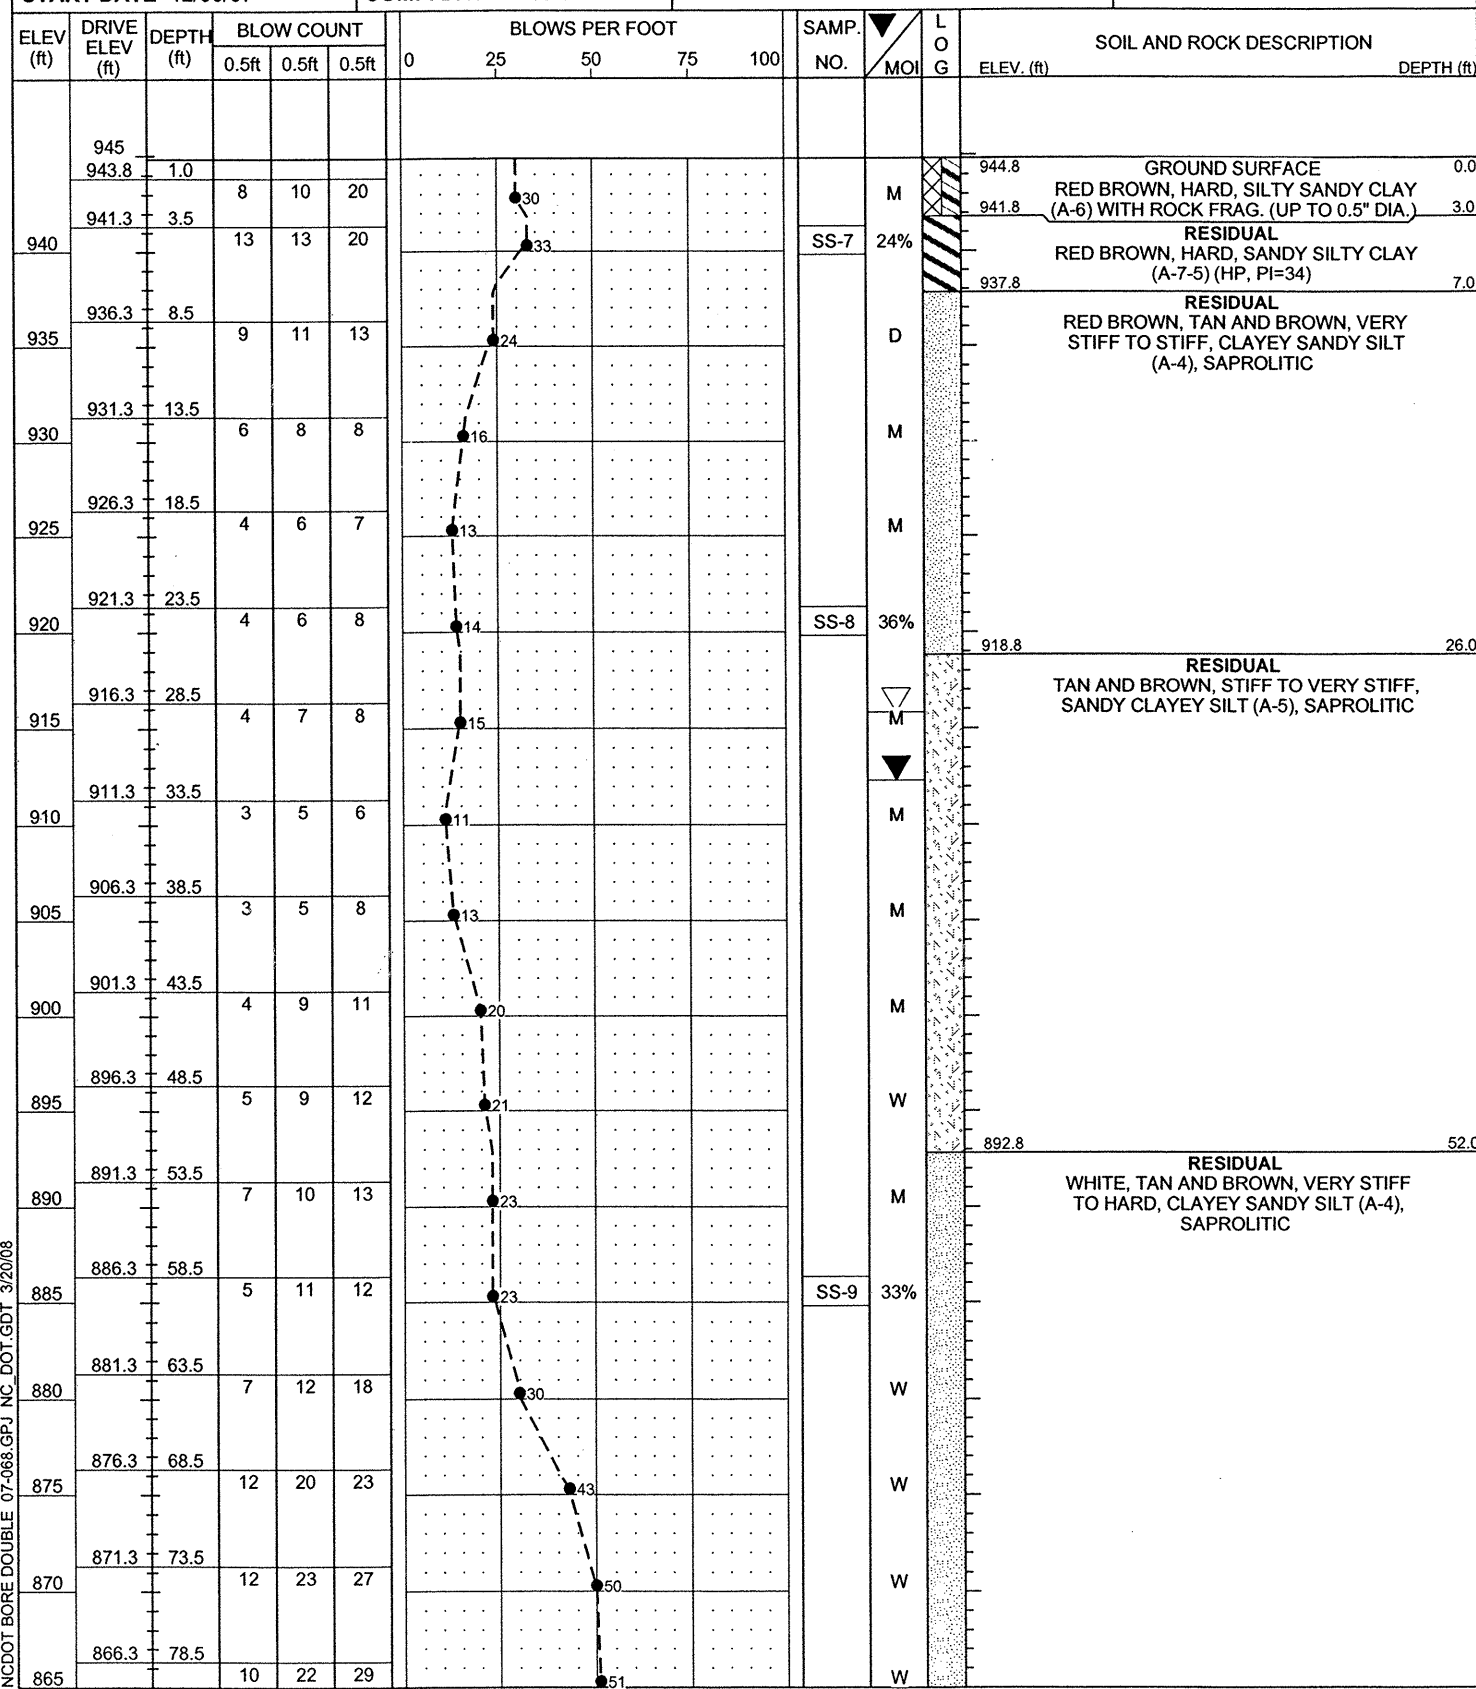 ELEV (ft) DRIVE ELEV (ft) DEPTH (ft) BLOW COUNT BLOWS PER FOOT SAMP. NO. MOI LOG SOIL AND ROCK DESCRIPTION
0.5ft 0.5ft 0.5ft 0 25 50 75 100 ELEV. (ft) DEPTH (ft)
945
943.8 1.0 944.8 GROUND SURFACE 0.0
8 10 20 30 M RED BROWN, HARD, SILTY SANDY CLAY
941.3 3.5 941.8 (A-6) WITH ROCK FRAG. (UP TO 0.5" DIA.) 3.0
RESIDUAL
940 13 13 20 33 SS-7 24% RED BROWN, HARD, SANDY SILTY CLAY
(A-7-5) (HP, PI=34)
937.8 7.0
936.3 8.5 RESIDUAL
RED BROWN, TAN AND BROWN, VERY
935 9 11 13 24 D STIFF TO STIFF, CLAYEY SANDY SILT
(A-4), SAPROLITIC
931.3 13.5
930 6 8 8 16 M
926.3 18.5
925 4 6 7 13 M
921.3 23.5
920 4 6 8 14 SS-8 36%
918.8 26.0
RESIDUAL
916.3 28.5 TAN AND BROWN, STIFF TO VERY STIFF,
SANDY CLAYEY SILT (A-5), SAPROLITIC
915 4 7 8 15 M
911.3 33.5
910 3 5 6 11 M
906.3 38.5
905 3 5 8 13 M
901.3 43.5
900 4 9 11 20 M
896.3 48.5
895 5 9 12 21 W
892.8 52.0
RESIDUAL
891.3 53.5 WHITE, TAN AND BROWN, VERY STIFF
890 7 10 13 23 M TO HARD, CLAYEY SANDY SILT (A-4),
SAPROLITIC
886.3 58.5
885 5 11 12 23 SS-9 33%
881.3 63.5
880 7 12 18 30 W
876.3 68.5
875 12 20 23 43 W
871.3 73.5
870 12 23 27 50 W
866.3 78.5
865 10 22 29 51 W
NCDOT BORE DOUBLE 07-068.GPJ NC_DOT.GDT 3/20/08